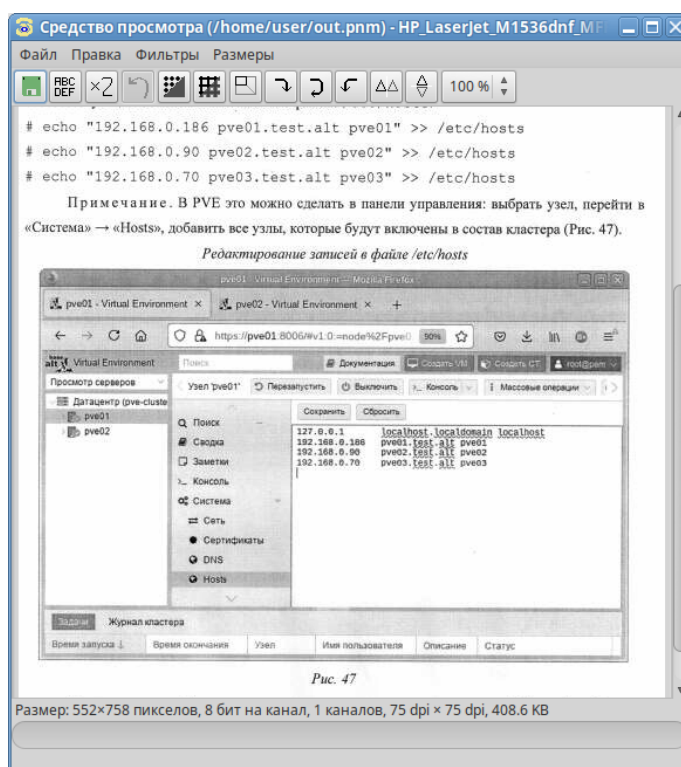 Средство просмотра (/home/user/out.pnm) - HP_LaserJet_M1536dnf_MF
Файл Правка Фильтры Размеры
ABC DEF ×2 100 %
# echo "192.168.0.186 pve01.test.alt pve01" >> /etc/hosts
# echo "192.168.0.90 pve02.test.alt pve02" >> /etc/hosts
# echo "192.168.0.70 pve03.test.alt pve03" >> /etc/hosts
Примечание. В PVE это можно сделать в панели управления: выбрать узел, перейти в
«Система» → «Hosts», добавить все узлы, которые будут включены в состав кластера (Рис. 47).
Редактирование записей в файле /etc/hosts
pve01 - Virtual Environment — Mozilla Firefox
pve01 - Virtual Environment × pve02 - Virtual Environment × +
https://pve01:8006/#v1:0:=node%2Fpve0 90%
alt Virtual Environment Поиск Документация Создать VM Создать CT root@pam
Просмотр серверов Узел 'pve01' Перезапустить Выключить Консоль Массовые операции
Датацентр (pve-cluste
pve01
pve02
Поиск
Сводка
Заметки
Консоль
Система
Сеть
Сертификаты
DNS
Hosts
Сохранить Сбросить
127.0.0.1 localhost.localdomain localhost
192.168.0.186 pve01.test.alt pve01
192.168.0.90 pve02.test.alt pve02
192.168.0.70 pve03.test.alt pve03
Задачи Журнал кластера
Время запуска ↓ Время окончания Узел Имя пользователя Описание Статус
Рис. 47
Размер: 552×758 пикселов, 8 бит на канал, 1 каналов, 75 dpi × 75 dpi, 408.6 KB